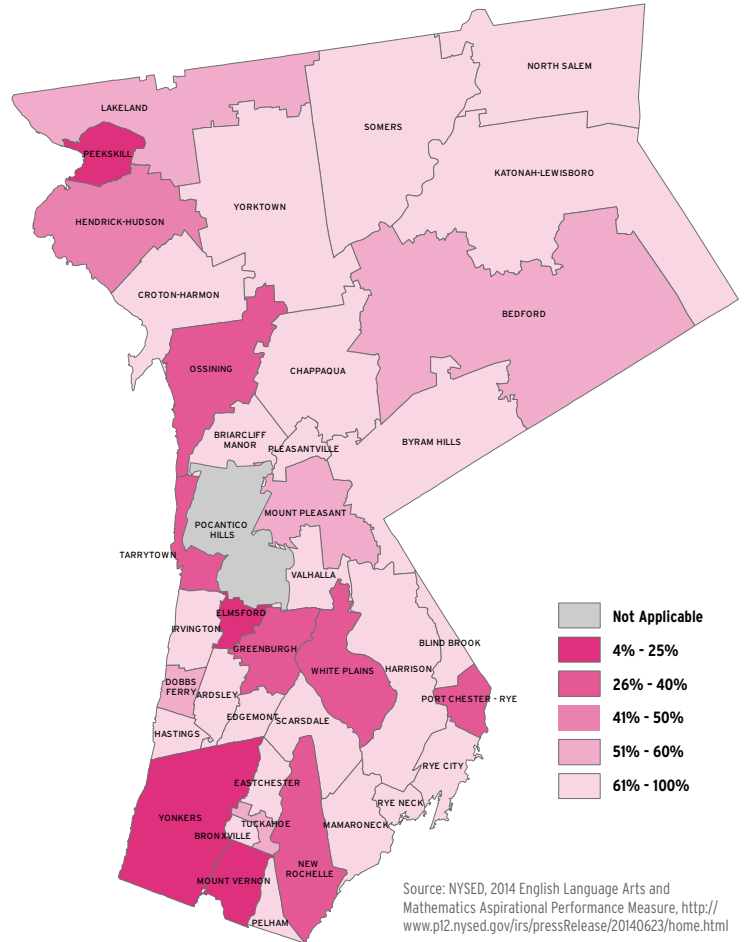 NORTH SALEM
LAKELAND
SOMERS
PEEKSKILL
KATONAH-LEWISBORO
YORKTOWN
HENDRICK-HUDSON
CROTON-HARMON
BEDFORD
OSSINING
CHAPPAQUA
BRIARCLIFF
MANOR
PLEASANTVILLE
BYRAM HILLS
MOUNT PLEASANT
POCANTICO
HILLS
TARRYTOWN
VALHALLA
ELMSFORD
IRVINGTON
GREENBURGH
BLIND BROOK
WHITE PLAINS
HARRISON
DOBBS
FERRY
ARDSLEY
PORT CHESTER - RYE
EDGEMONT
SCARSDALE
HASTINGS
RYE CITY
EASTCHESTER
RYE NECK
YONKERS
TUCKAHOE
MAMARONECK
BRONXVILLE
NEW
ROCHELLE
MOUNT VERNON
PELHAM
Not Applicable
4% - 25%
26% - 40%
41% - 50%
51% - 60%
61% - 100%
Source: NYSED, 2014 English Language Arts and
Mathematics Aspirational Performance Measure, http://
www.p12.nysed.gov/irs/pressRelease/20140623/home.html